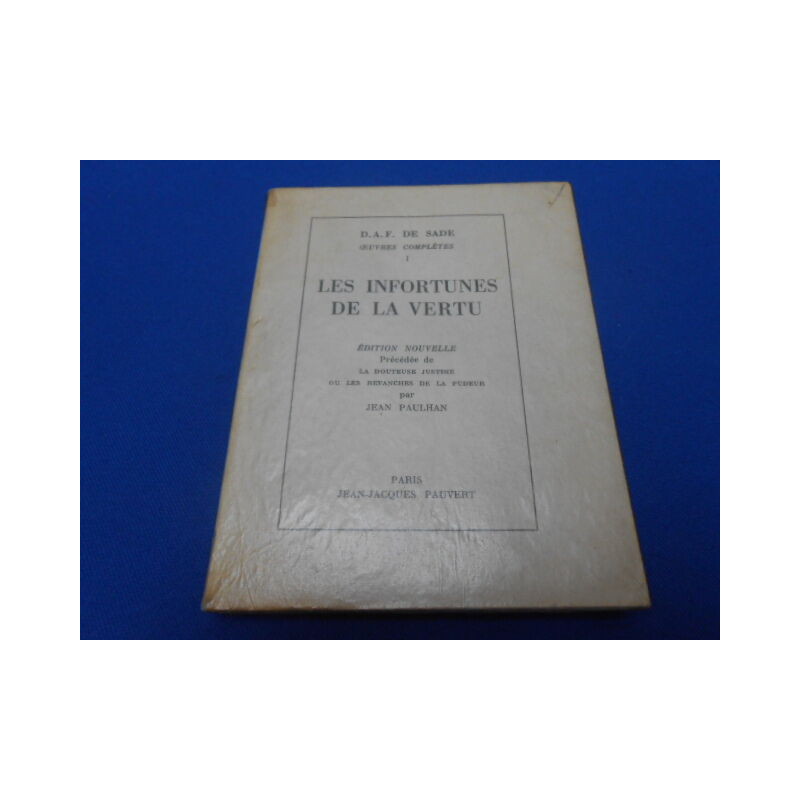 D.A.F. DE SADE
ŒUVRES COMPLÈTES
I
LES INFORTUNES
DE LA VERTU
ÉDITION NOUVELLE
Précédée de
LA DOUTEUSE JUSTINE
OU LES REVANCHES DE LA PUDEUR
par
JEAN PAULHAN
PARIS
JEAN-JACQUES PAUVERT